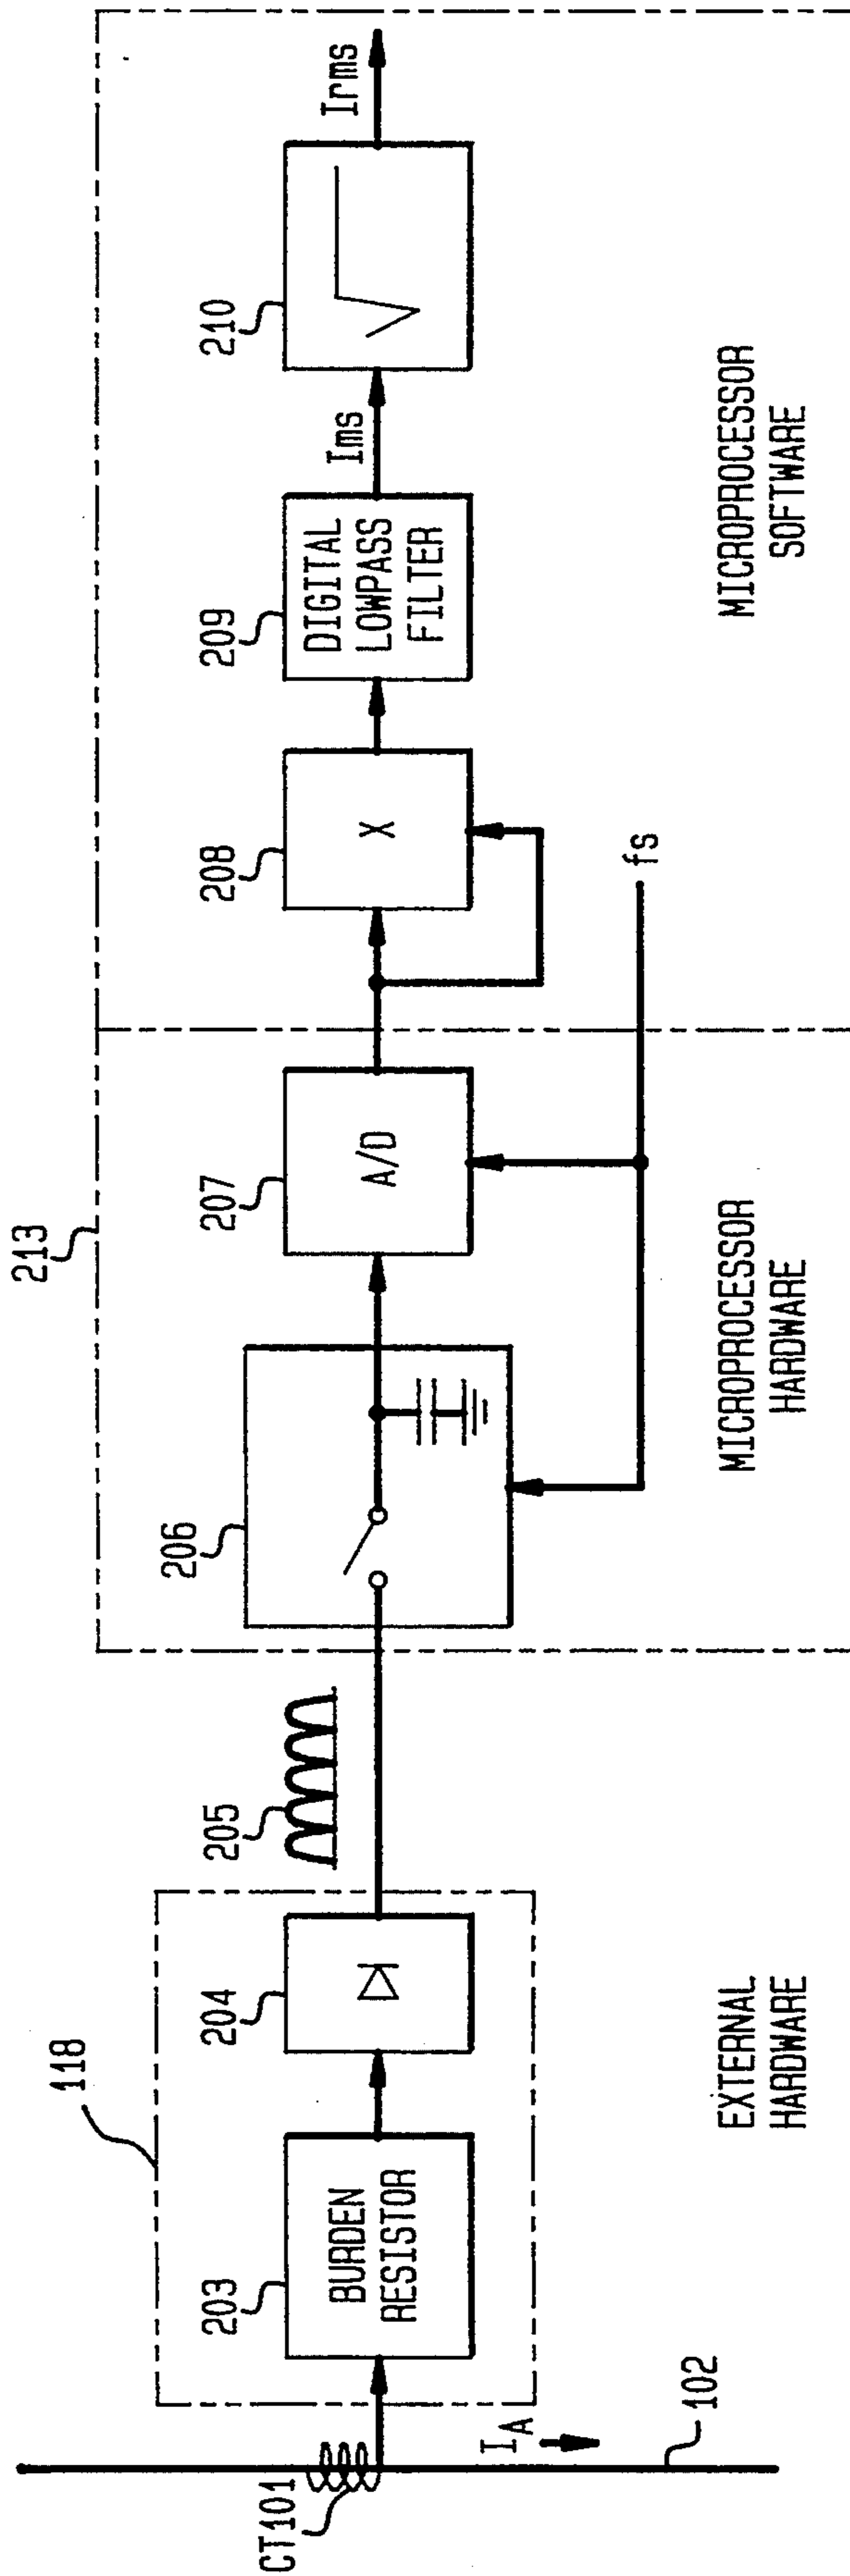 CT101
I_A
102
118
203
BURDEN
RESISTOR
204
205
EXTERNAL
HARDWARE
213
206
207
A/D
fs
MICROPROCESSOR
HARDWARE
208
X
209
DIGITAL
LOWPASS
FILTER
Ims
210
√
Irms
MICROPROCESSOR
SOFTWARE